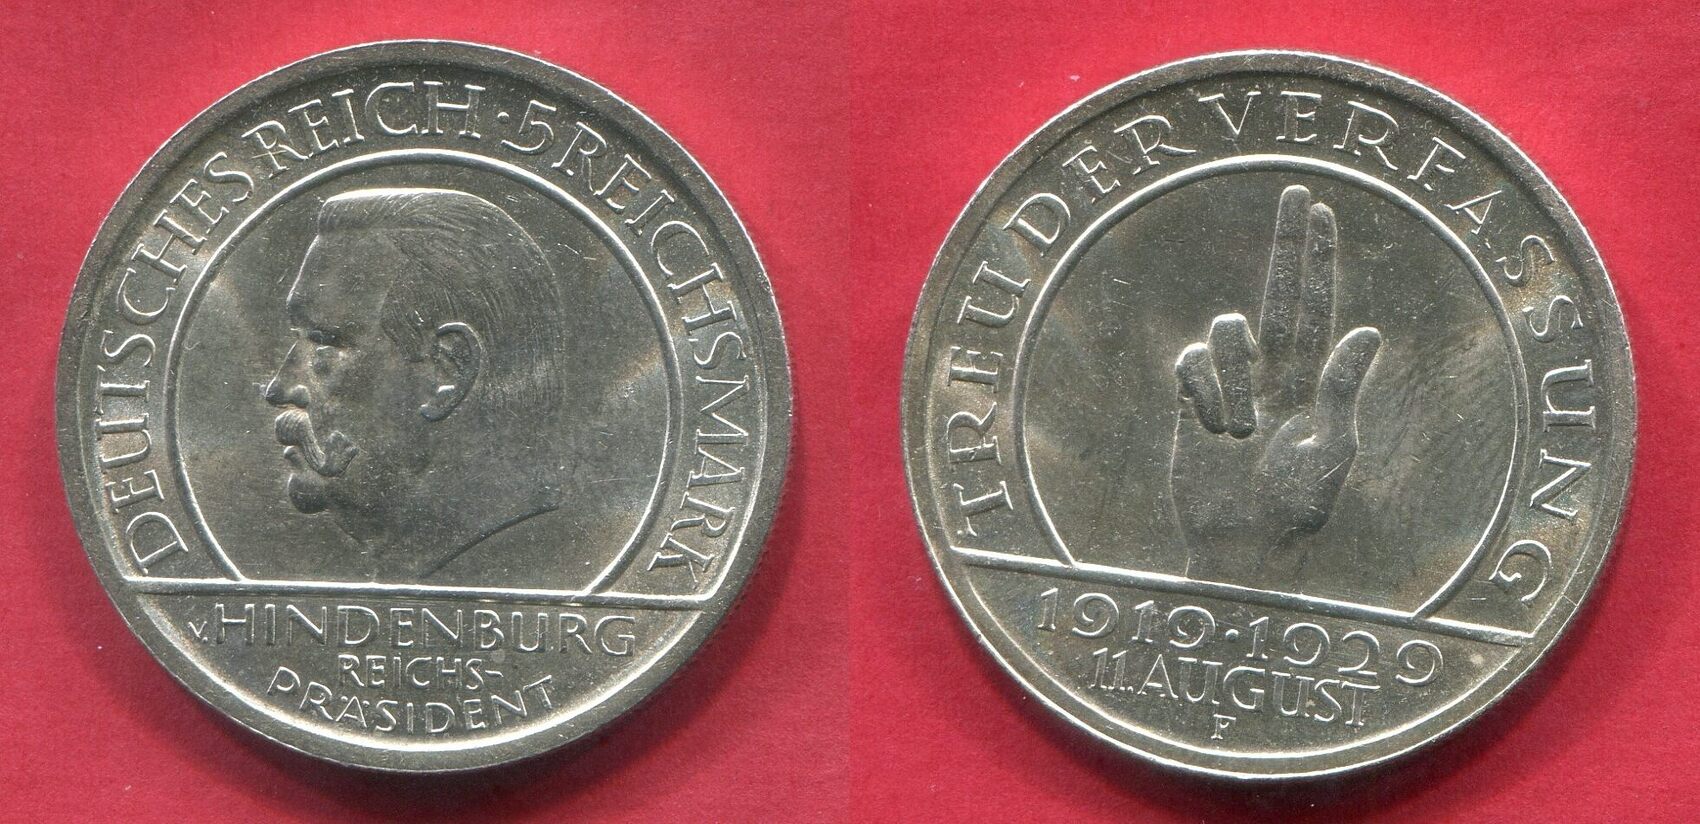 DEUTSCHES REICH · 5 REICHSMARK
v. HINDENBURG
REICHS-
PRÄSIDENT
TREU DER VERFASSUNG
1919 · 1929
11. AUGUST
F